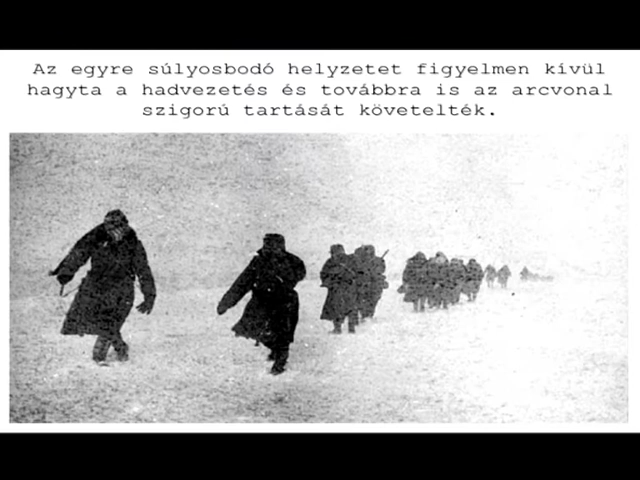 Az egyre súlyosbodó helyzetet figyelmen kívül
hagyta a hadvezetés és továbbra is az arcvonal
szigorú tartását követelték.